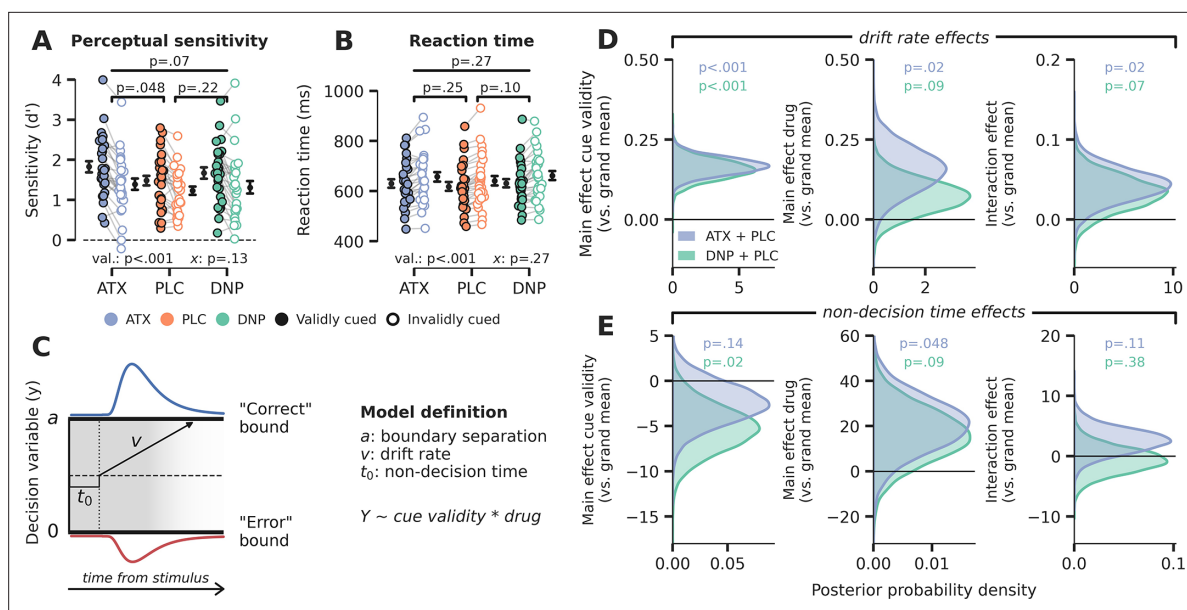 A Perceptual sensitivity
p=.07
p=.048
p=.22
Sensitivity (d')
4
3
2
1
0
val.: p<.001
x: p=.13
ATX
PLC
DNP
B Reaction time
p=.27
p=.25
p=.10
Reaction time (ms)
1000
800
600
400
val.: p<.001
x: p=.27
ATX
PLC
DNP
ATX
PLC
DNP
Validly cued
Invalidly cued
C
Decision variable (y)
a
0
v
t0
"Correct"
bound
"Error"
bound
time from stimulus
Model definition
a: boundary separation
v: drift rate
t0: non-decision time
Y ~ cue validity * drug
D
drift rate effects
Main effect cue validity
(vs. grand mean)
0.50
0.25
0.00
p<.001
p<.001
ATX + PLC
DNP + PLC
0
5
Main effect drug
(vs. grand mean)
0.50
0.25
0.00
p=.02
p=.09
0
2
4
Interaction effect
(vs. grand mean)
0.2
0.1
0.0
p=.02
p=.07
0
5
10
E
non-decision time effects
Main effect cue validity
(vs. grand mean)
5
0
−5
−10
−15
p=.14
p=.02
0.00
0.05
Main effect drug
(vs. grand mean)
60
40
20
0
−20
p=.048
p=.09
0.00
0.01
Interaction effect
(vs. grand mean)
20
10
0
−10
p=.11
p=.38
0.0
0.1
Posterior probability density